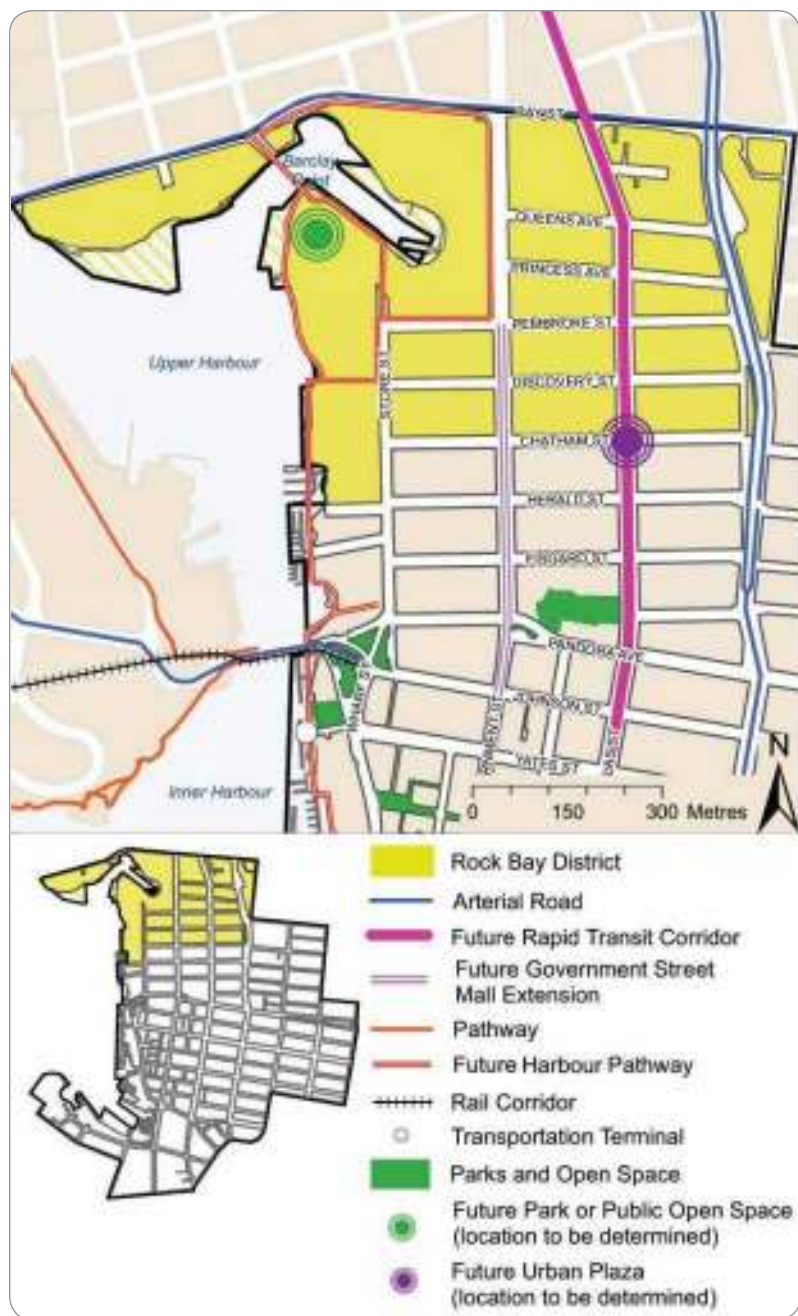 BAY ST
Barclay
Point
QUEENS AVE
PRINCESS AVE
PEMBROKE ST
Upper Harbour
DISCOVERY ST
STORE ST
CHATHAM ST
HERALD ST
FISGARD ST
PANDORA AVE
WHARF ST
JOHNSON ST
YATES ST
N
Inner Harbour
0 150 300 Metres
Rock Bay District
Arterial Road
Future Rapid Transit Corridor
Future Government Street
Mall Extension
Pathway
Future Harbour Pathway
Rail Corridor
Transportation Terminal
Parks and Open Space
Future Park or Public Open Space
(location to be determined)
Future Urban Plaza
(location to be determined)